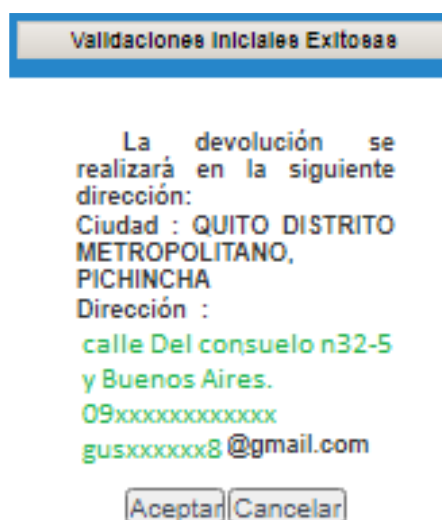 Validaciones Iniciales Exitosas
La devolución se
realizará en la siguiente
dirección:
Ciudad : QUITO DISTRITO
METROPOLITANO,
PICHINCHA
Dirección :
calle Del consuelo n32-5
y Buenos Aires.
09xxxxxxxxxxxx
gusxxxxxx8 @gmail.com
Aceptar Cancelar